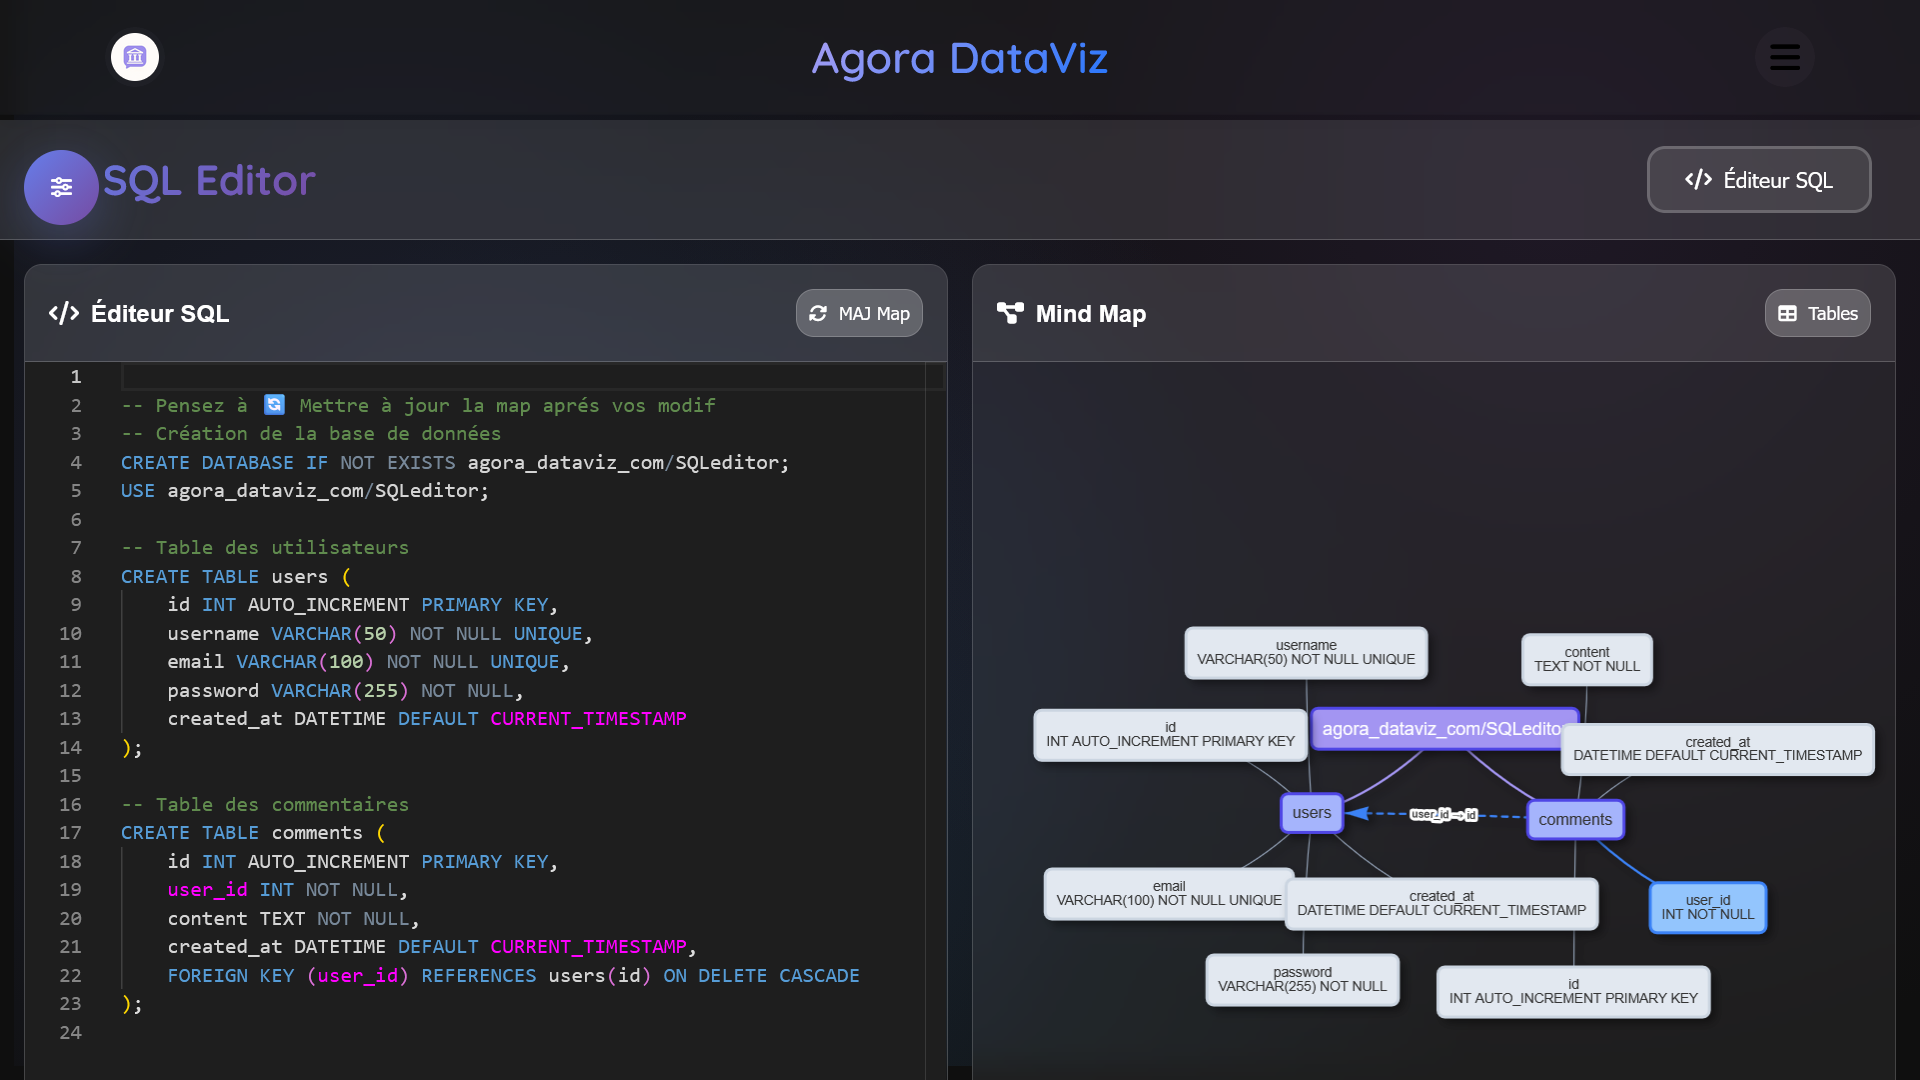 Agora DataViz
SQL Editor
Éditeur SQL
Éditeur SQL
MAJ Map
1
2 -- Pensez à 🔄 Mettre à jour la map aprés vos modif
3 -- Création de la base de données
4 CREATE DATABASE IF NOT EXISTS agora_dataviz_com/SQLeditor;
5 USE agora_dataviz_com/SQLeditor;
6
7 -- Table des utilisateurs
8 CREATE TABLE users (
9 id INT AUTO_INCREMENT PRIMARY KEY,
10 username VARCHAR(50) NOT NULL UNIQUE,
11 email VARCHAR(100) NOT NULL UNIQUE,
12 password VARCHAR(255) NOT NULL,
13 created_at DATETIME DEFAULT CURRENT_TIMESTAMP
14 );
15
16 -- Table des commentaires
17 CREATE TABLE comments (
18 id INT AUTO_INCREMENT PRIMARY KEY,
19 user_id INT NOT NULL,
20 content TEXT NOT NULL,
21 created_at DATETIME DEFAULT CURRENT_TIMESTAMP,
22 FOREIGN KEY (user_id) REFERENCES users(id) ON DELETE CASCADE
23 );
24
Mind Map
Tables
username
VARCHAR(50) NOT NULL UNIQUE
content
TEXT NOT NULL
id
INT AUTO_INCREMENT PRIMARY KEY
agora_dataviz_com/SQLedito
created_at
DATETIME DEFAULT CURRENT_TIMESTAMP
users
user_id→id
comments
email
VARCHAR(100) NOT NULL UNIQUE
created_at
DATETIME DEFAULT CURRENT_TIMESTAMP
user_id
INT NOT NULL
password
VARCHAR(255) NOT NULL
id
INT AUTO_INCREMENT PRIMARY KEY